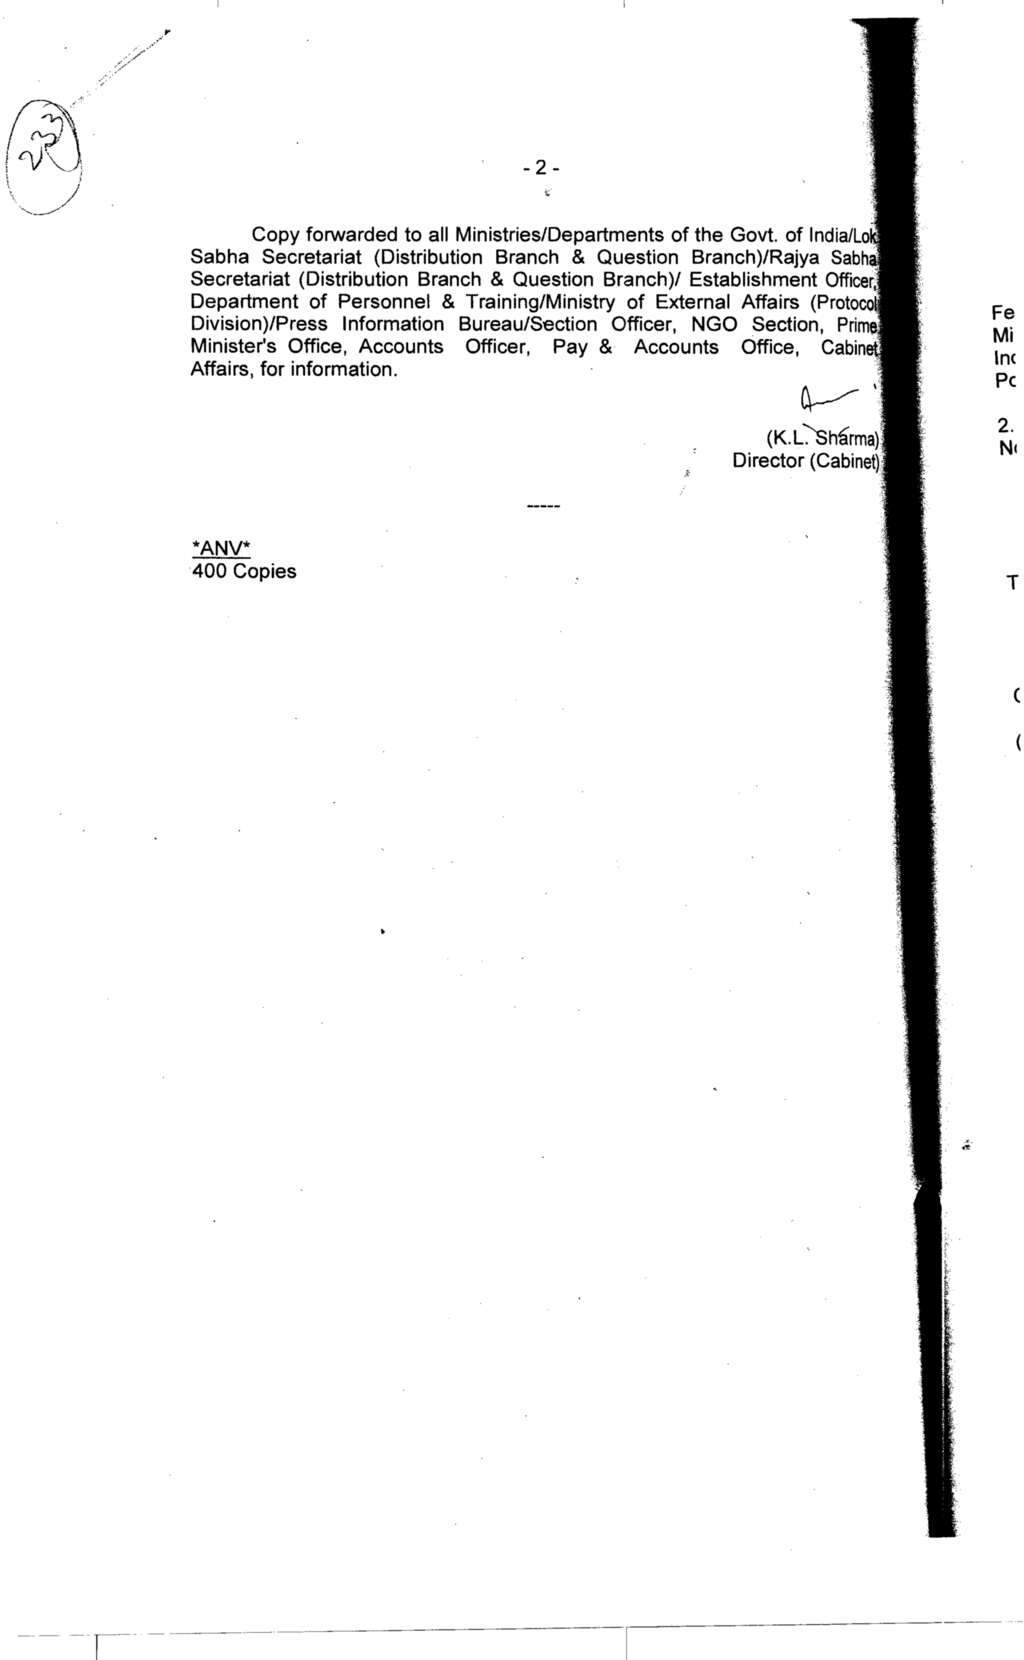 233
- 2 -
Copy forwarded to all Ministries/Departments of the Govt. of India/Lok
Sabha Secretariat (Distribution Branch & Question Branch)/Rajya Sabha
Secretariat (Distribution Branch & Question Branch)/ Establishment Officer,
Department of Personnel & Training/Ministry of External Affairs (Protocol
Division)/Press Information Bureau/Section Officer, NGO Section, Prime
Minister's Office, Accounts Officer, Pay & Accounts Office, Cabinet
Affairs, for information.
(K.L. Sharma)
Director (Cabinet)
-----
*ANV*
400 Copies
Fe
Mi
Inc
Pc
2.
T